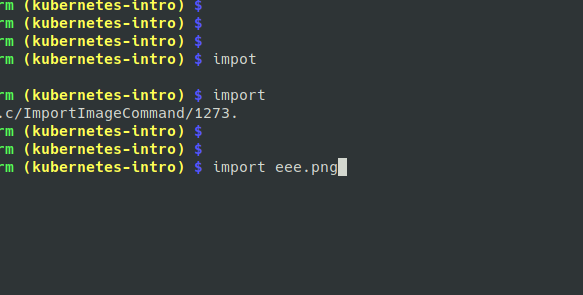 rm (kubernetes-intro) $
rm (kubernetes-intro) $
rm (kubernetes-intro) $
rm (kubernetes-intro) $ impot
rm (kubernetes-intro) $ import
.c/ImportImageCommand/1273.
rm (kubernetes-intro) $
rm (kubernetes-intro) $
rm (kubernetes-intro) $ import eee.png